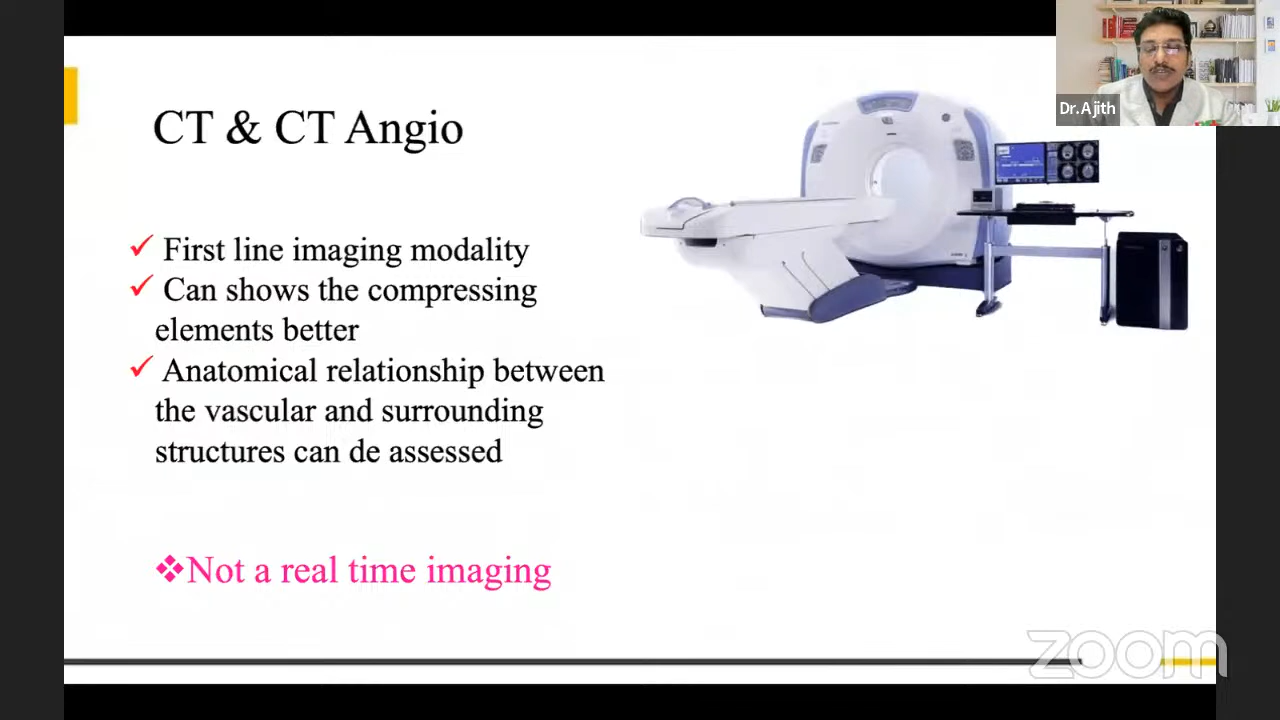 CT & CT Angio
Dr.Ajith
✓ First line imaging modality
✓ Can shows the compressing
elements better
✓ Anatomical relationship between
the vascular and surrounding
structures can de assessed
❖Not a real time imaging
zoom